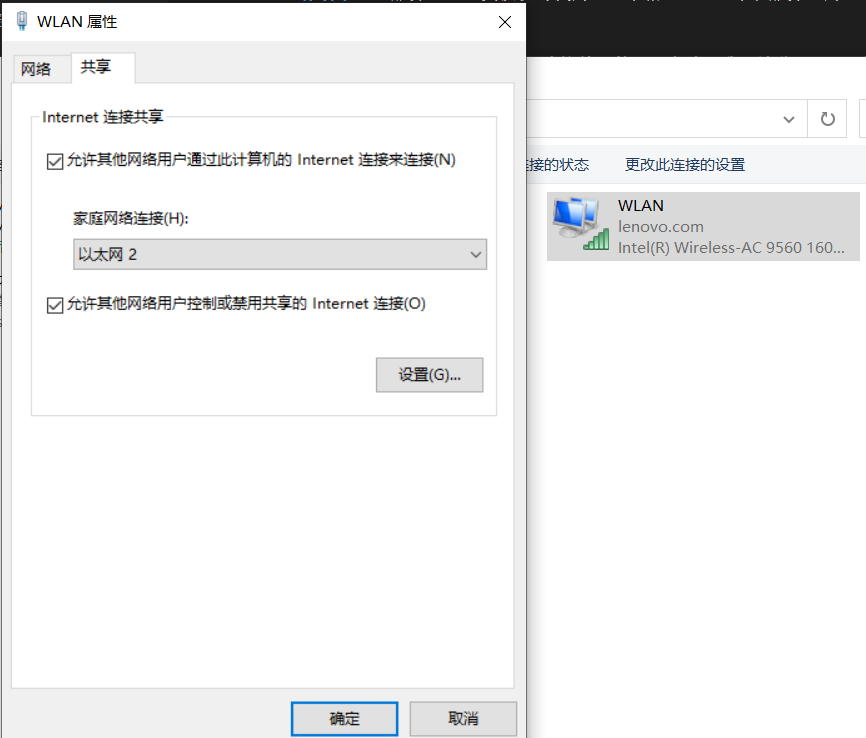 WLAN 属性
网络
共享
Internet 连接共享
允许其他网络用户通过此计算机的 Internet 连接来连接(N)
家庭网络连接(H):
以太网 2
允许其他网络用户控制或禁用共享的 Internet 连接(O)
设置(G)...
确定
取消
连接的状态
更改此连接的设置
WLAN
lenovo.com
Intel(R) Wireless-AC 9560 160...